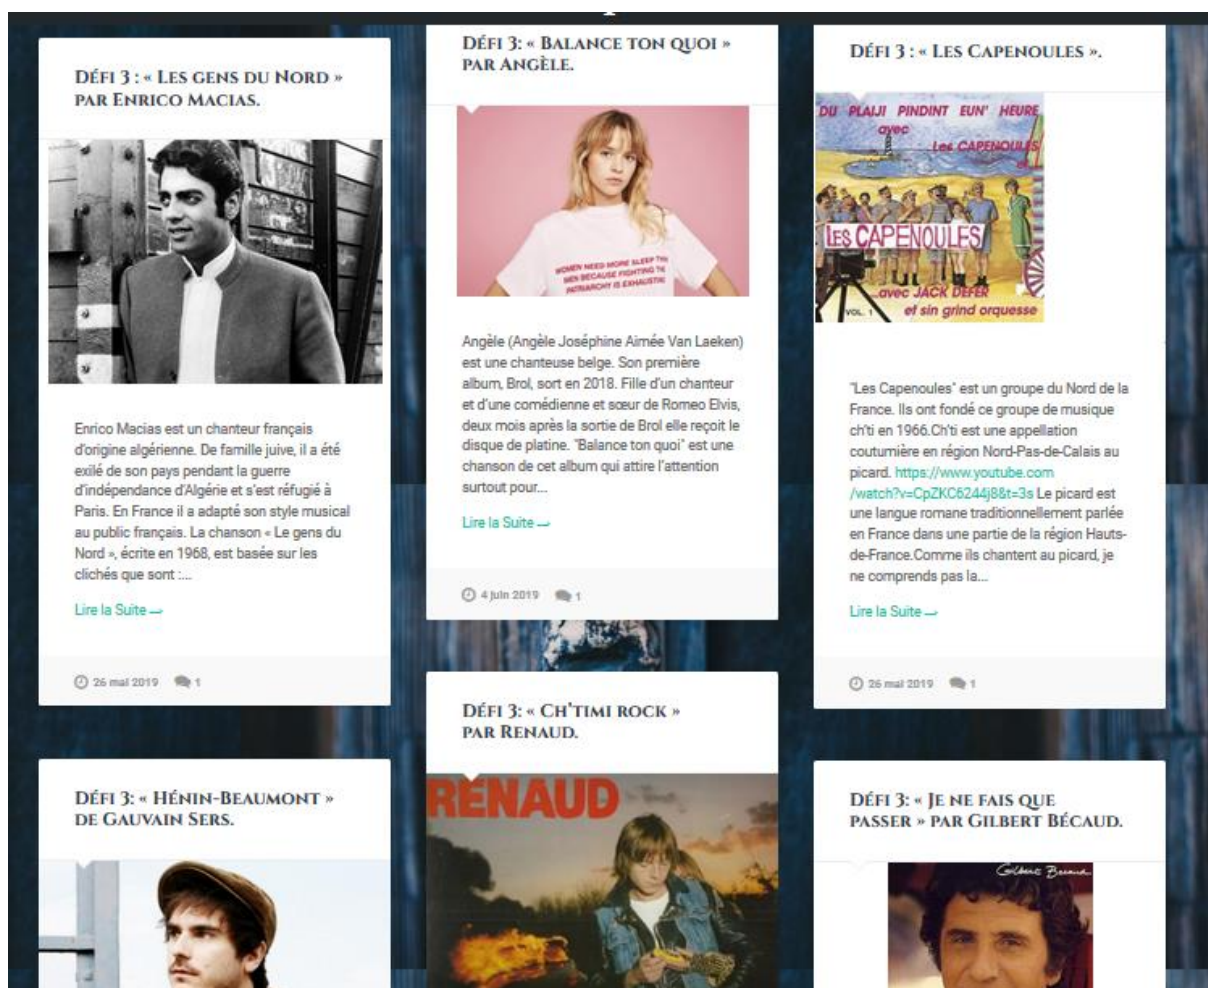 Défi 3 : « Les gens du Nord »
par Enrico Macias.
Enrico Macias est un chanteur français
d'origine algérienne. De famille juive, il a été
exilé de son pays pendant la guerre
d'indépendance d'Algérie et s'est réfugié à
Paris. En France il a adapté son style musical
au public français. La chanson « Le gens du
Nord », écrite en 1968, est basée sur les
clichés que sont :...
Lire la Suite
26 mai 2019 1
Défi 3: « Hénin-Beaumont »
de Gauvain Sers.
Défi 3: « Balance ton quoi »
par Angèle.
WOMEN NEED MORE SLEEP THAN
MEN BECAUSE FIGHTING THE
PATRIARCHY IS EXHAUSTING
Angèle (Angèle Joséphine Aimée Van Laeken)
est une chanteuse belge. Son première
album, Brol, sort en 2018. Fille d'un chanteur
et d'une comédienne et sœur de Romeo Elvis,
deux mois après la sortie de Brol elle reçoit le
disque de platine. "Balance ton quoi" est une
chanson de cet album qui attire l'attention
surtout pour...
Lire la Suite
4 juin 2019 1
Défi 3: « Ch'timi rock »
par Renaud.
RENAUD
Défi 3 : « Les Capenoules ».
DU PLAIJI PINDINT EUN' HEURE
avec
Les CAPENOULES
LES CAPENOULES
...avec JACK DEFER
et sin grind orquesse
VOL. 1
"Les Capenoules" est un groupe du Nord de la
France. Ils ont fondé ce groupe de musique
ch'ti en 1966.Ch'ti est une appellation
coutumière en région Nord-Pas-de-Calais au
picard. https://www.youtube.com
/watch?v=CpZKC6244j8&t=3s Le picard est
une langue romane traditionnellement parlée
en France dans une partie de la région Hauts-
de-France.Comme ils chantent au picard, je
ne comprends pas la...
Lire la Suite
26 mai 2019 1
Défi 3: « Je ne fais que
passer » par Gilbert Bécaud.
Gilbert Bécaud